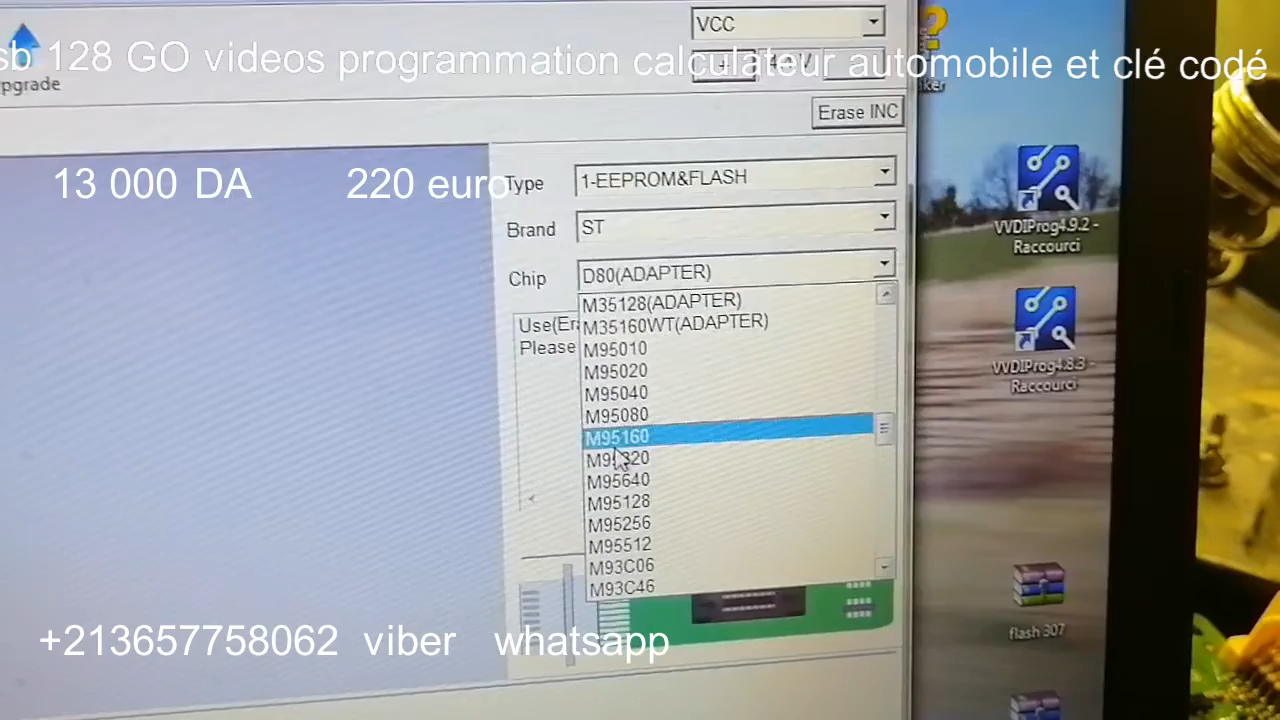 VCC
sb 128 GO videos programmation calculateur automobile et clé codé
pgrade
Erase INC
13 000 DA 220 euro
Type 1-EEPROM&FLASH
Brand ST
Chip D80(ADAPTER)
M35128(ADAPTER)
M35160WT(ADAPTER)
Use(Er
Please
M95010
M95020
M95040
M95080
M95160
M95320
M95640
M95128
M95256
M95512
M93C06
M93C46
+213657758062 viber whatsapp
VVDIProg4.9.2 -
Raccourci
VVDIProg4.8.3 -
Raccourci
flash 307